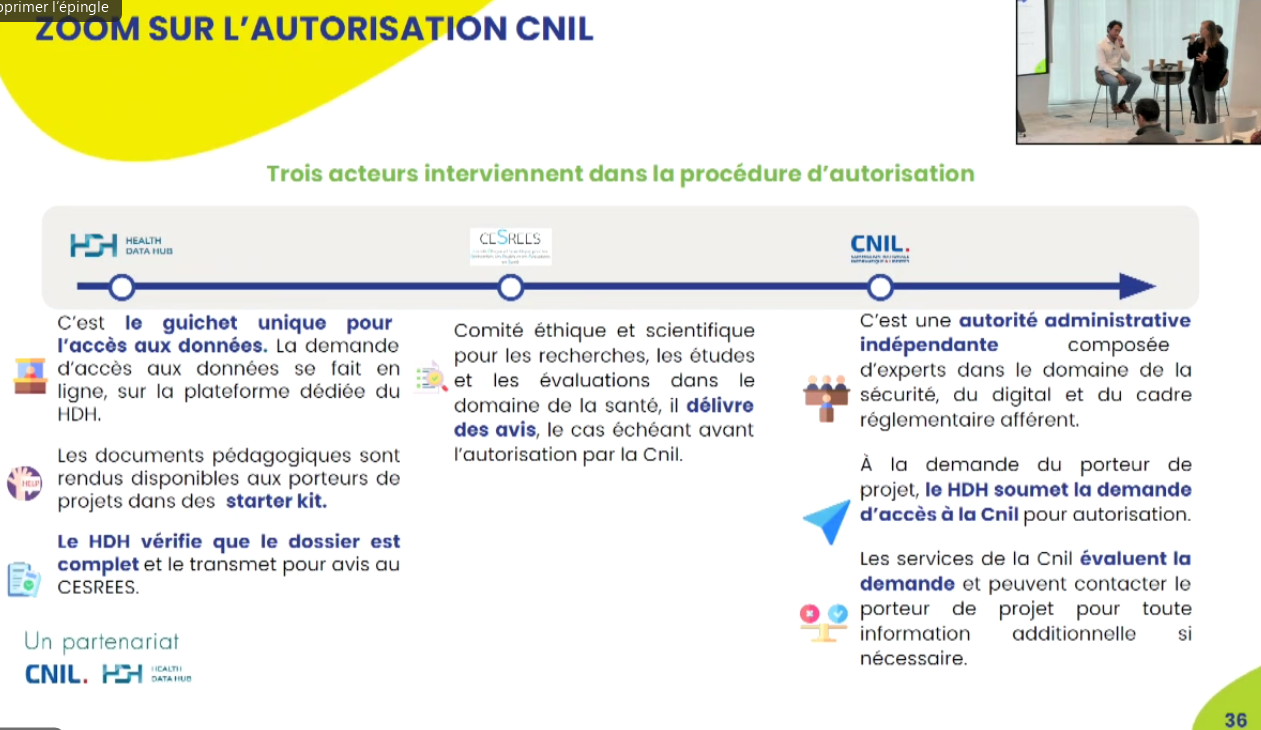 pprimer l'épingle
ZOOM SUR L'AUTORISATION CNIL
Trois acteurs interviennent dans la procédure d'autorisation
HDH HEALTH
DATA HUB
CESREES
CNIL.
C'est le guichet unique pour
l'accès aux données. La demande
d'accès aux données se fait en
ligne, sur la plateforme dédiée du
HDH.
Les documents pédagogiques sont
rendus disponibles aux porteurs de
projets dans des starter kit.
HELP
Le HDH vérifie que le dossier est
complet et le transmet pour avis au
CESREES.
Comité éthique et scientifique
pour les recherches, les études
et les évaluations dans le
domaine de la santé, il délivre
des avis, le cas échéant avant
l'autorisation par la Cnil.
C'est une autorité administrative
indépendante composée
d'experts dans le domaine de la
sécurité, du digital et du cadre
réglementaire afférent.
À la demande du porteur de
projet, le HDH soumet la demande
d'accès à la Cnil pour autorisation.
Les services de la Cnil évaluent la
demande et peuvent contacter le
porteur de projet pour toute
information additionnelle si
nécessaire.
Un partenariat
CNIL. HDH HEALTH
DATA HUB
36